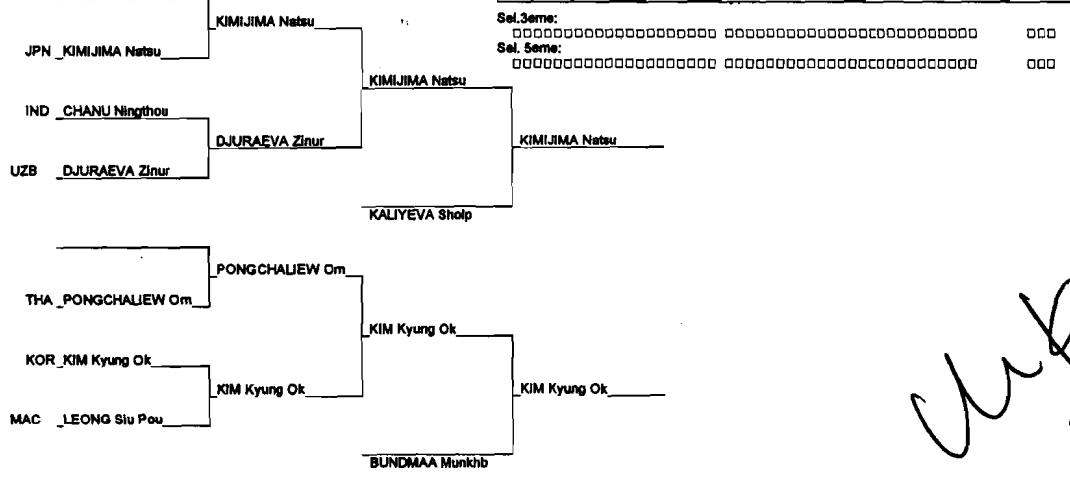 KIMIJIMA Natsu
Sel.3eme:
JPN KIMIJIMA Natsu
Sel. 5eme:
KIMIJIMA Natsu
IND CHANU Ningthou
DJURAEVA Zinur
KIMIJIMA Natsu
UZB DJURAEVA Zinur
KALIYEVA Sholp
PONGCHALIEW Om
THA PONGCHALIEW Om
KIM Kyung Ok
KOR KIM Kyung Ok
KIM Kyung Ok
KIM Kyung Ok
MAC LEONG Siu Pou
BUNDMAA Munkhb